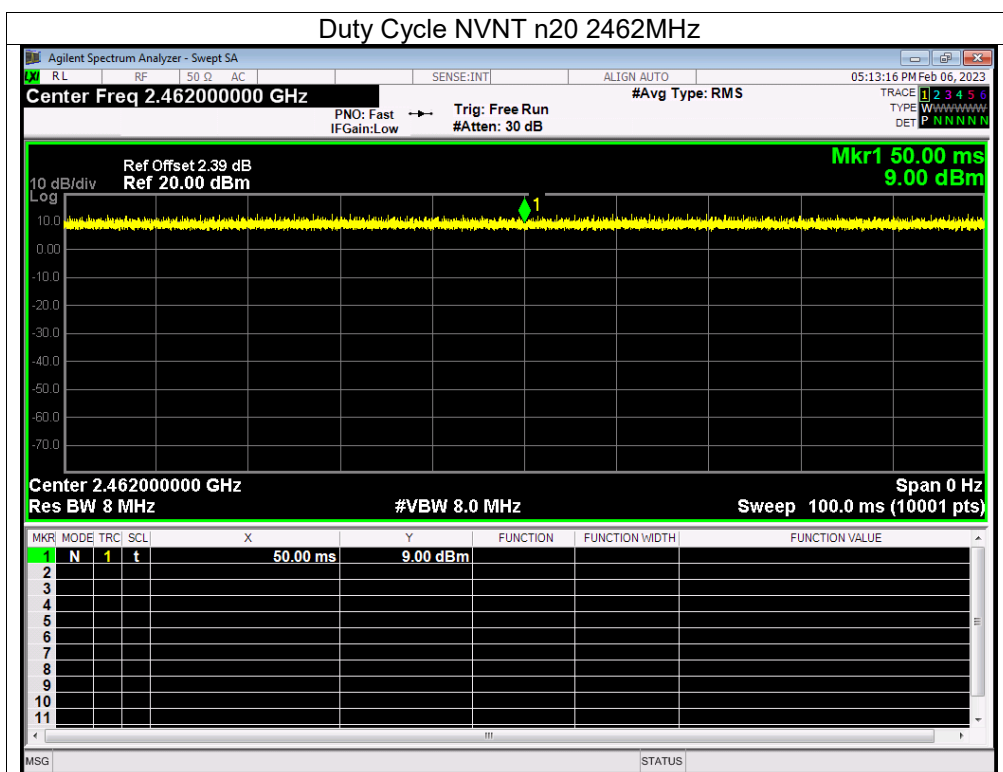 Duty Cycle NVNT n20 2462MHz
Agilent Spectrum Analyzer - Swept SA
LXI RL RF 50 Ω AC SENSE:INT ALIGN AUTO 05:13:16 PM Feb 06, 2023
Center Freq 2.462000000 GHz #Avg Type: RMS TRACE 1 2 3 4 5 6
PNO: Fast Trig: Free Run TYPE WWWWWW
IFGain:Low #Atten: 30 dB DET P N N N N N
Mkr1 50.00 ms
Ref Offset 2.39 dB
10 dB/div Ref 20.00 dBm 9.00 dBm
Log
1
10.0
0.00
-10.0
-20.0
-30.0
-40.0
-50.0
-60.0
-70.0
Center 2.462000000 GHz Span 0 Hz
Res BW 8 MHz #VBW 8.0 MHz Sweep 100.0 ms (10001 pts)
MKR MODE TRC SCL X Y FUNCTION FUNCTION WIDTH FUNCTION VALUE
1 N 1 t 50.00 ms 9.00 dBm
2
3
4
5
6
7
8
9
10
11
MSG STATUS